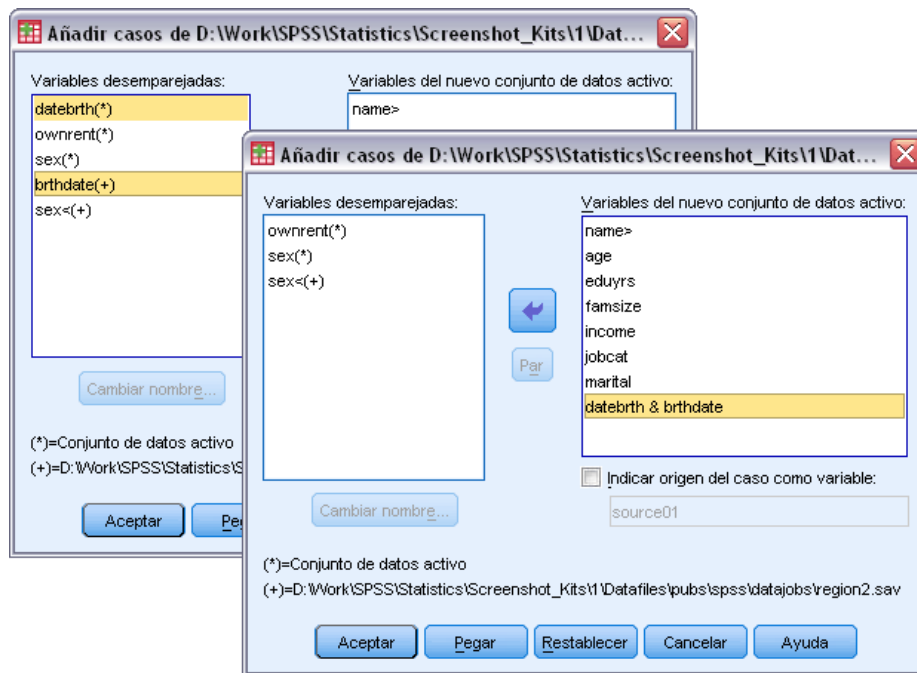 Añadir casos de D:\Work\SPSS\Statistics\Screenshot_Kits\1\Dat...
Variables desemparejadas:
Variables del nuevo conjunto de datos activo:
datebrth(*)
ownrent(*)
sex(*)
brthdate(+)
sex<(+)
name>
Cambiar nombre...
(*)=Conjunto de datos activo
(+)=D:\Work\SPSS\Statistics\S
Aceptar
Pe
Añadir casos de D:\Work\SPSS\Statistics\Screenshot_Kits\1\Dat...
Variables desemparejadas:
Variables del nuevo conjunto de datos activo:
ownrent(*)
sex(*)
sex<(+)
Par
name>
age
eduyrs
famsize
income
jobcat
marital
datebrth & brthdate
Indicar origen del caso como variable:
source01
Cambiar nombre...
(*)=Conjunto de datos activo
(+)=D:\Work\SPSS\Statistics\Screenshot_Kits\1\Datafiles\pubs\spss\datajobs\region2.sav
Aceptar
Pegar
Restablecer
Cancelar
Ayuda